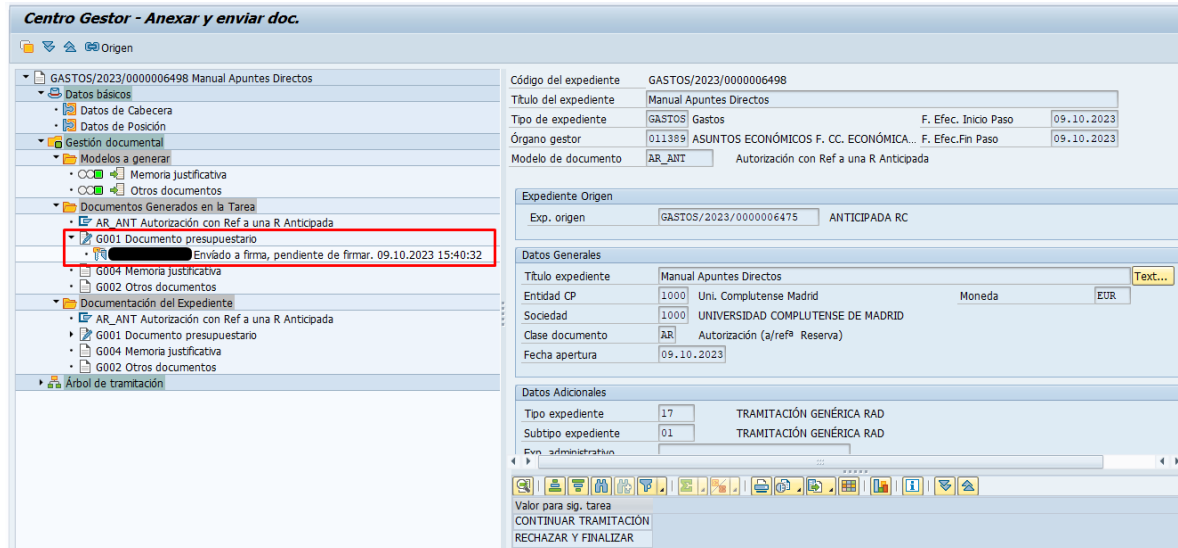 Centro Gestor - Anexar y enviar doc.
Origen
GASTOS/2023/0000006498 Manual Apuntes Directos
Datos básicos
Datos de Cabecera
Datos de Posición
Gestión documental
Modelos a generar
Memoria justificativa
Otros documentos
Documentos Generados en la Tarea
AR_ANT Autorización con Ref a una R Anticipada
G001 Documento presupuestario
Envíado a firma, pendiente de firmar. 09.10.2023 15:40:32
G004 Memoria justificativa
G002 Otros documentos
Documentación del Expediente
AR_ANT Autorización con Ref a una R Anticipada
G001 Documento presupuestario
G004 Memoria justificativa
G002 Otros documentos
Árbol de tramitación
Código del expediente GASTOS/2023/0000006498
Título del expediente Manual Apuntes Directos
Tipo de expediente GASTOS Gastos F. Efec. Inicio Paso 09.10.2023
Órgano gestor 011389 ASUNTOS ECONÓMICOS F. CC. ECONÓMICA... F. Efec.Fin Paso 09.10.2023
Modelo de documento AR_ANT Autorización con Ref a una R Anticipada
Expediente Origen
Exp. origen GASTOS/2023/0000006475 ANTICIPADA RC
Datos Generales
Título expediente Manual Apuntes Directos Text...
Entidad CP 1000 Uni. Complutense Madrid Moneda EUR
Sociedad 1000 UNIVERSIDAD COMPLUTENSE DE MADRID
Clase documento AR Autorización (a/refª Reserva)
Fecha apertura 09.10.2023
Datos Adicionales
Tipo expediente 17 TRAMITACIÓN GENÉRICA RAD
Subtipo expediente 01 TRAMITACIÓN GENÉRICA RAD
Exp. administrativo
Valor para sig. tarea
CONTINUAR TRAMITACIÓN
RECHAZAR Y FINALIZAR